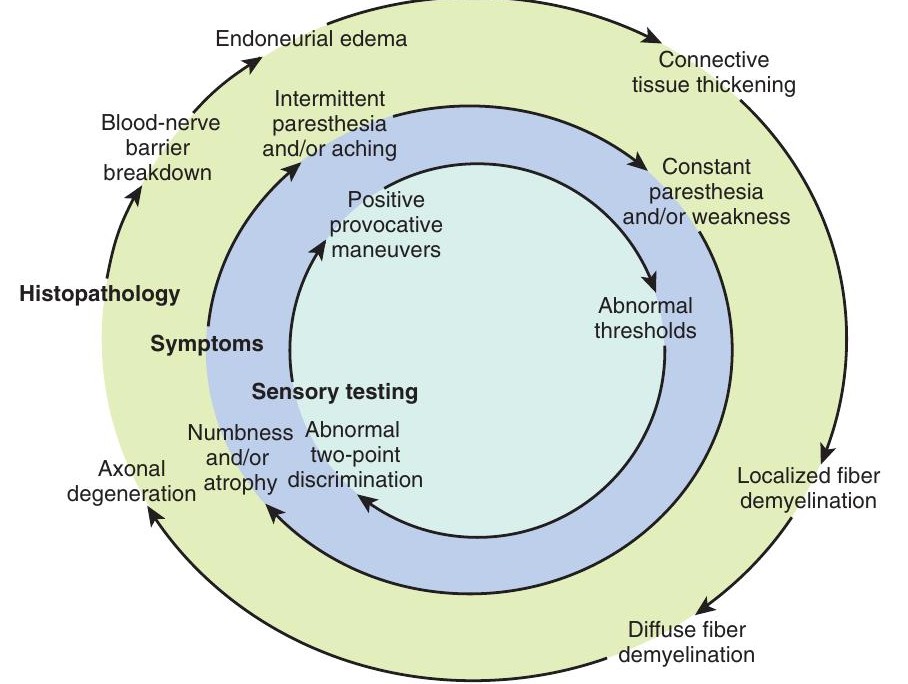 Endoneurial edema
Connective
tissue thickening
Intermittent
paresthesia
and/or aching
Blood-nerve
barrier
breakdown
Constant
paresthesia
and/or weakness
Positive
provocative
maneuvers
Histopathology
Abnormal
thresholds
Symptoms
Sensory testing
Numbness
and/or
atrophy
Abnormal
two-point
discrimination
Axonal
degeneration
Localized fiber
demyelination
Diffuse fiber
demyelination